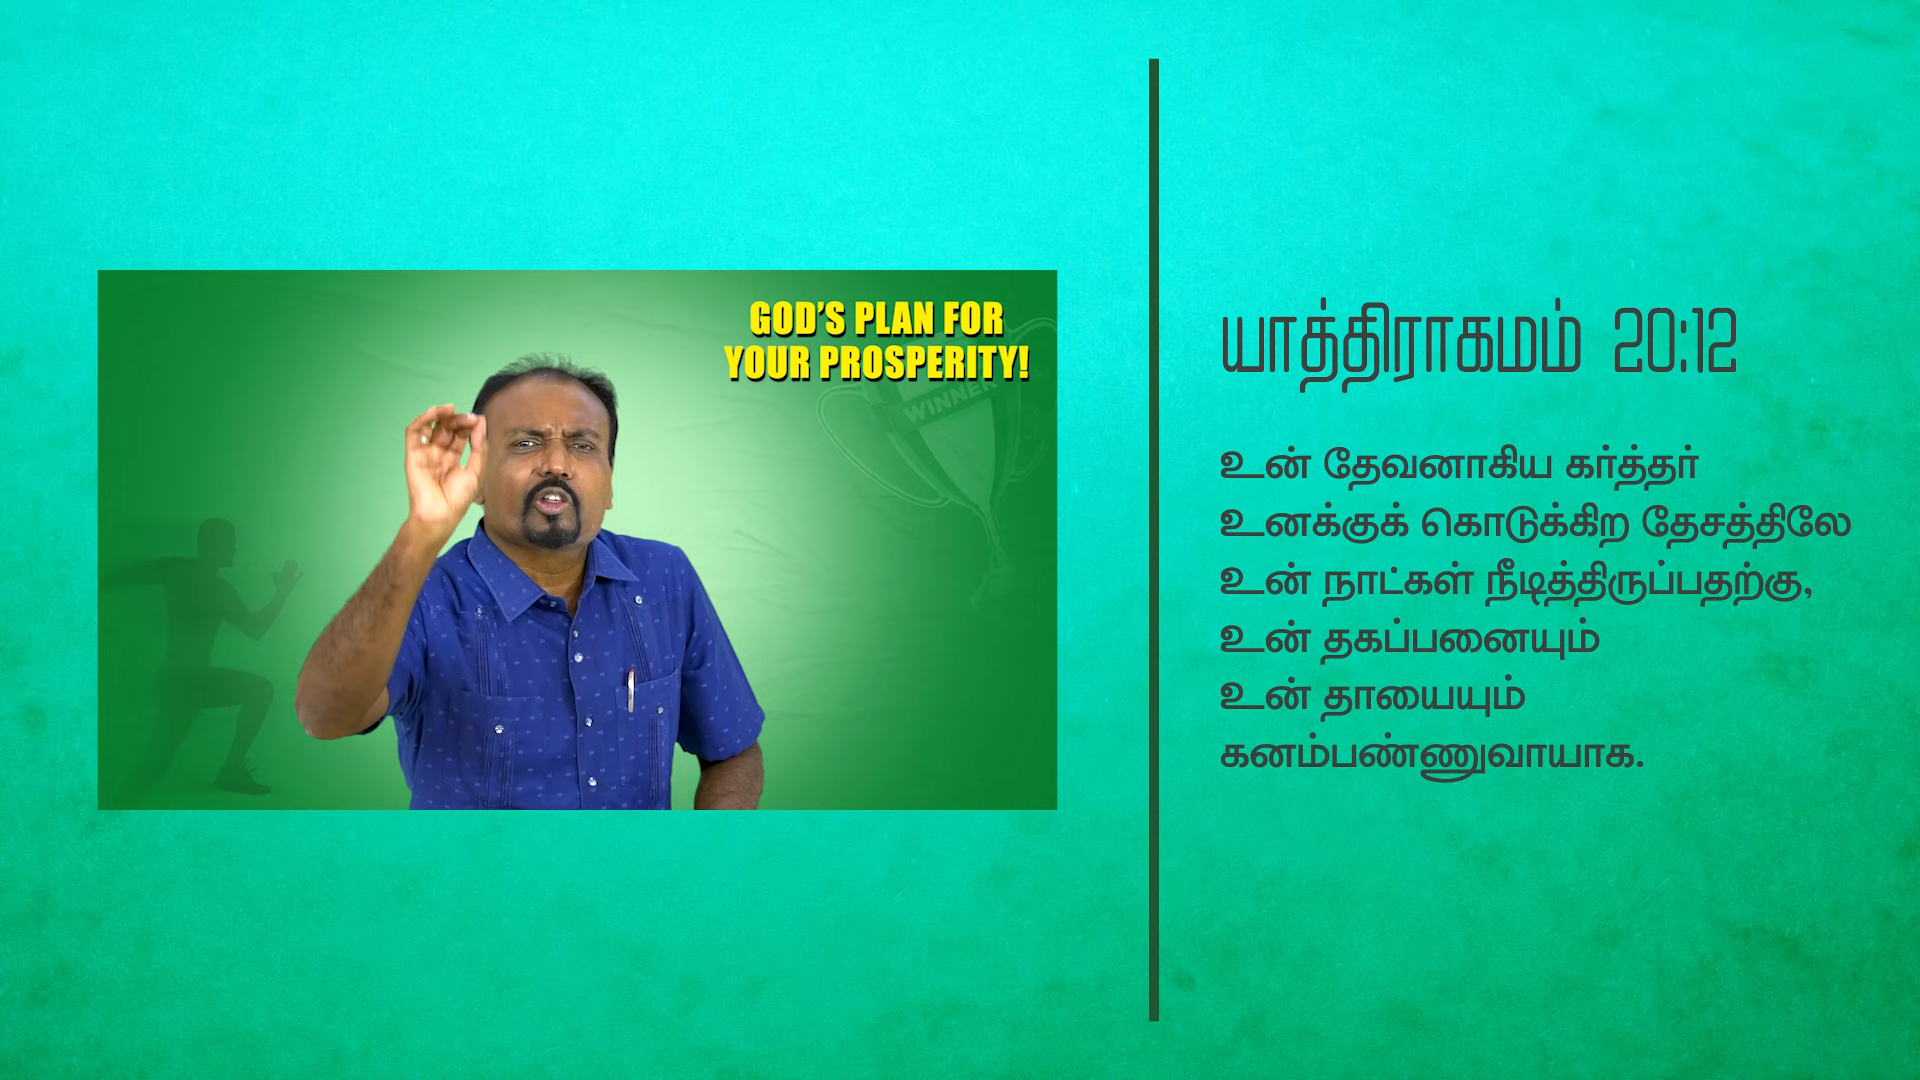 GOD'S PLAN FOR
YOUR PROSPERITY!
WINNER
யாத்திராகமம் 20:12
உன் தேவனாகிய கர்த்தர்
உனக்குக் கொடுக்கிற தேசத்திலே
உன் நாட்கள் நீடித்திருப்பதற்கு,
உன் தகப்பனையும்
உன் தாயையும்
கனம்பண்ணுவாயாக.